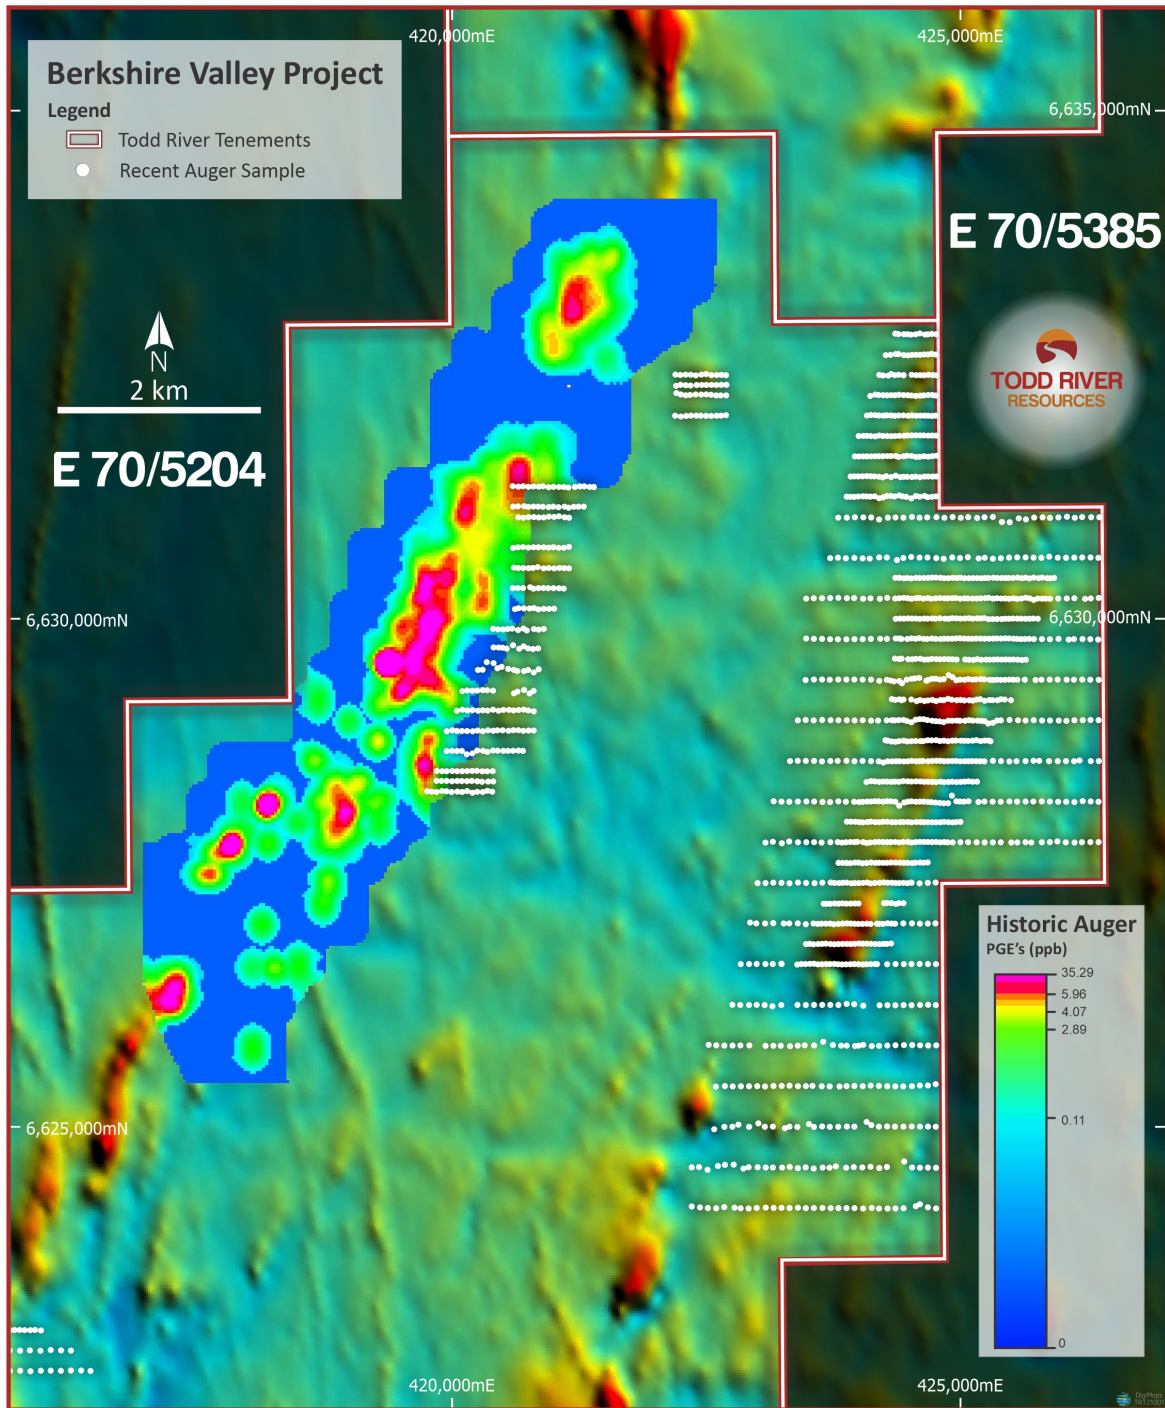 420,000mE
425,000mE
Berkshire Valley Project
Legend
Todd River Tenements
Recent Auger Sample
6,635,000mN
E 70/5385
N
2 km
TODD RIVER
RESOURCES
E 70/5204
6,630,000mN
6,630,000mN
Historic Auger
PGE's (ppb)
35.29
5.96
4.07
2.89
0.11
0
6,625,000mN
420,000mE
425,000mE
DigiMaps